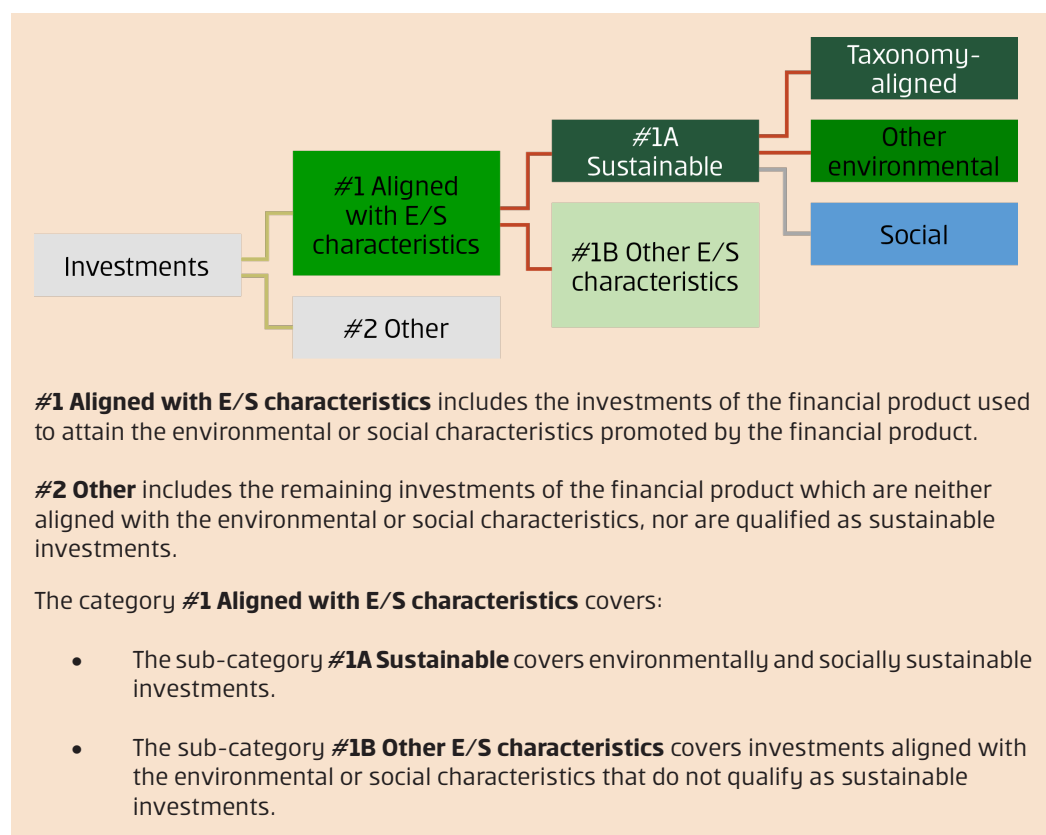 Taxonomy-
aligned
#1A
Sustainable
Other
environmental
#1 Aligned
with E/S
characteristics
Social
#1B Other E/S
characteristics
Investments
#2 Other
#1 Aligned with E/S characteristics includes the investments of the financial product used
to attain the environmental or social characteristics promoted by the financial product.
#2 Other includes the remaining investments of the financial product which are neither
aligned with the environmental or social characteristics, nor are qualified as sustainable
investments.
The category #1 Aligned with E/S characteristics covers:
• The sub-category #1A Sustainable covers environmentally and socially sustainable
investments.
• The sub-category #1B Other E/S characteristics covers investments aligned with
the environmental or social characteristics that do not qualify as sustainable
investments.